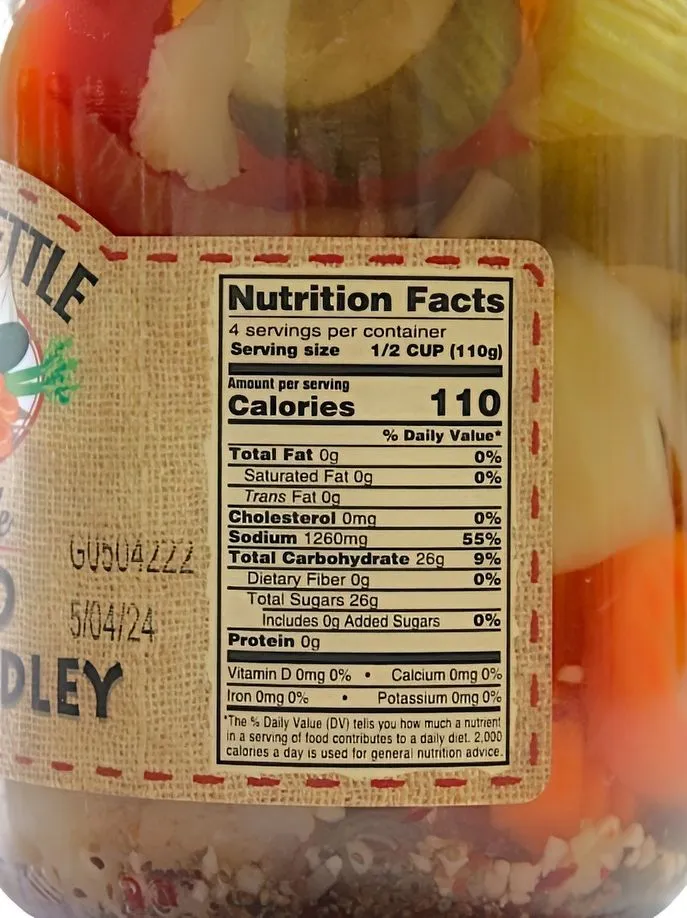 TTLE
Nutrition Facts
4 servings per container
Serving size 1/2 CUP (110g)
Amount per serving
Calories 110
% Daily Value*
Total Fat 0g 0%
Saturated Fat 0g 0%
Trans Fat 0g
Cholesterol 0mg 0%
Sodium 1260mg 55%
Total Carbohydrate 26g 9%
Dietary Fiber 0g 0%
Total Sugars 26g
Includes 0g Added Sugars 0%
Protein 0g
Vitamin D 0mg 0% • Calcium 0mg 0%
Iron 0mg 0% • Potassium 0mg 0%
*The % Daily Value (DV) tells you how much a nutrient
in a serving of food contributes to a daily diet. 2,000
calories a day is used for general nutrition advice.
G0504222
5/04/24
DLEY